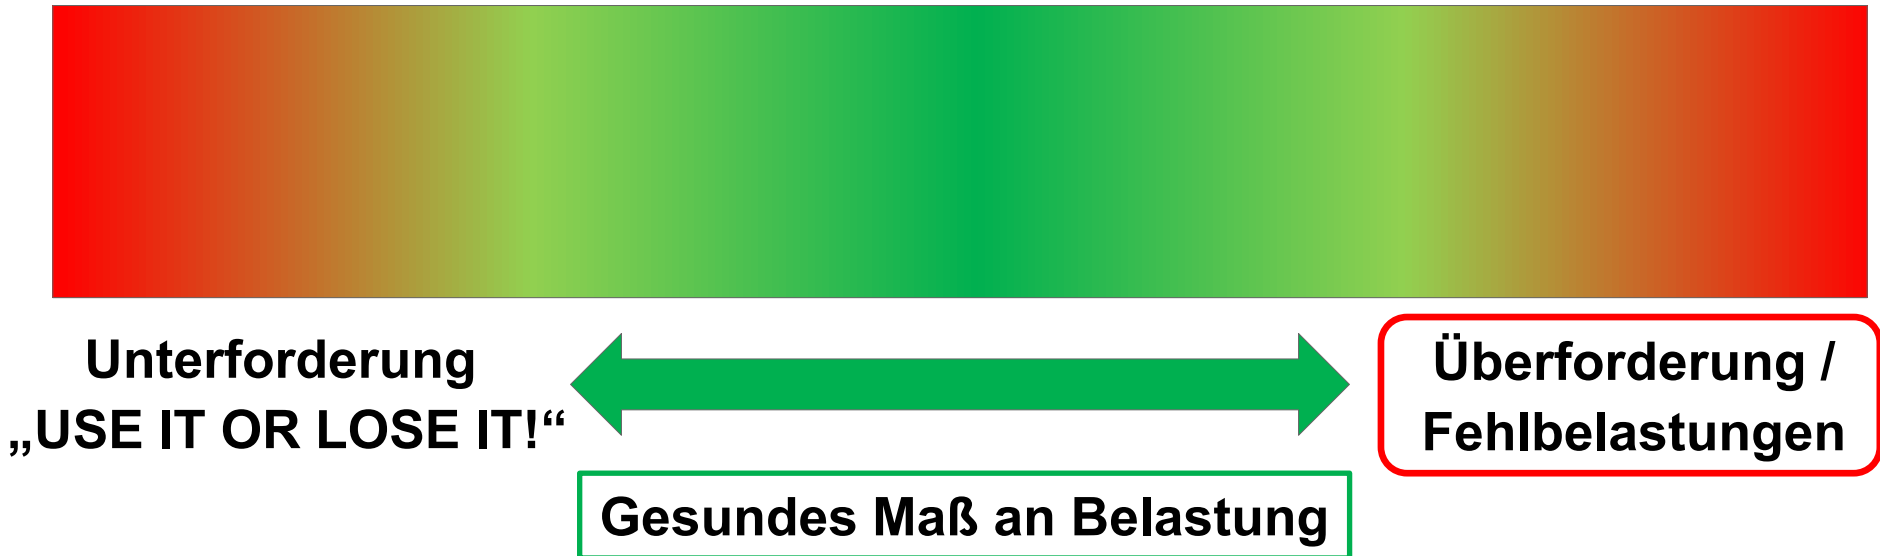 Unterforderung
„USE IT OR LOSE IT!“
Überforderung /
Fehlbelastungen
Gesundes Maß an Belastung